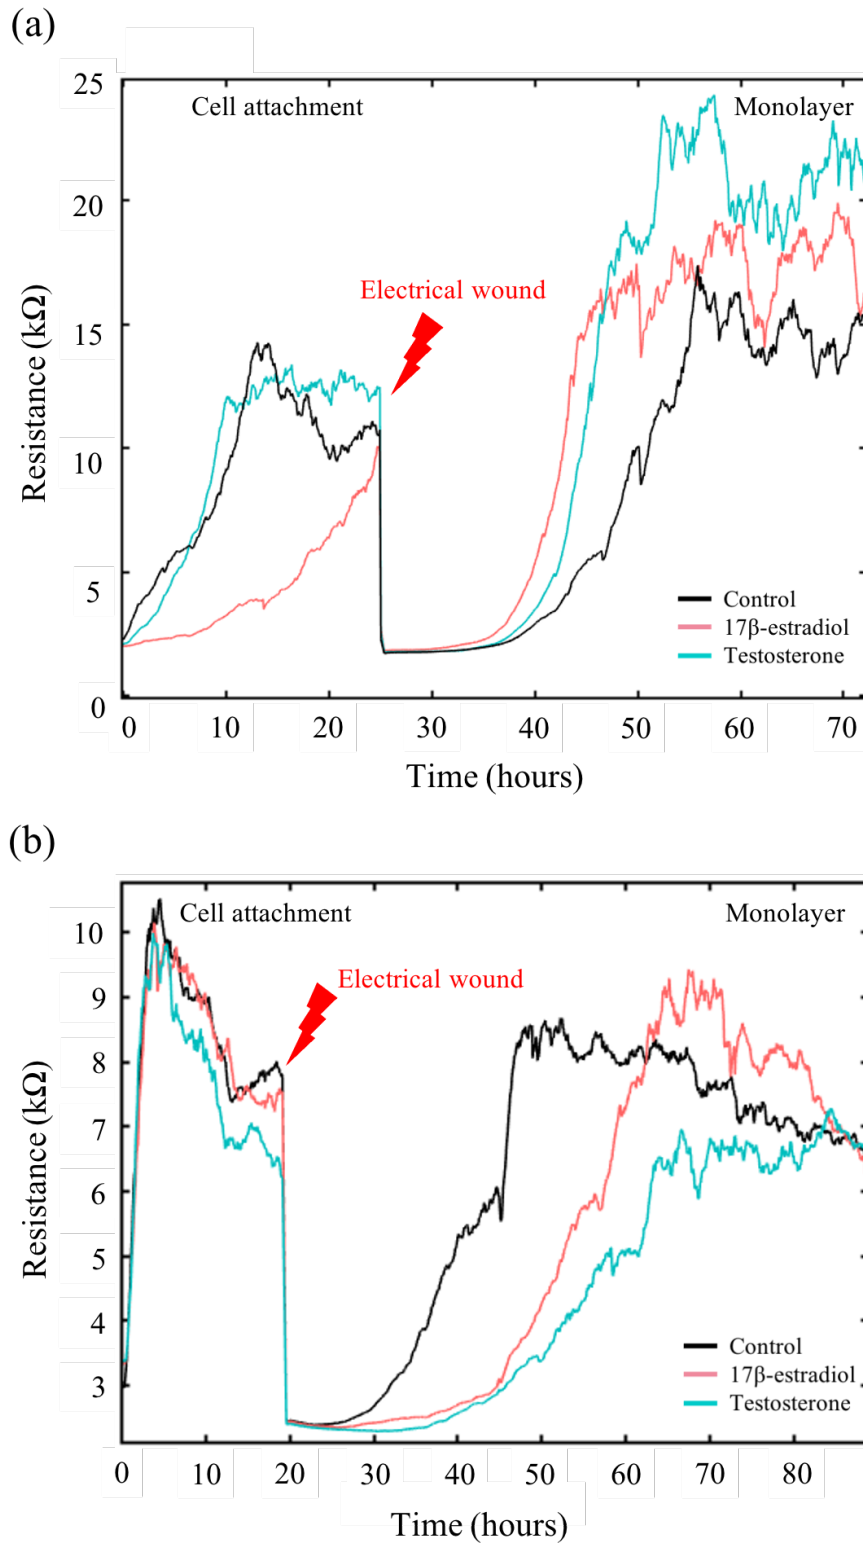 (a)
25
Cell attachment
Monolayer
20
Electrical wound
15
Resistance (kΩ)
10
5
Control
17β-estradiol
Testosterone
0
0 10 20 30 40 50 60 70
Time (hours)
(b)
Cell attachment
Monolayer
10
Electrical wound
9
8
Resistance (kΩ)
7
6
5
4
Control
17β-estradiol
3
Testosterone
0 10 20 30 40 50 60 70 80
Time (hours)